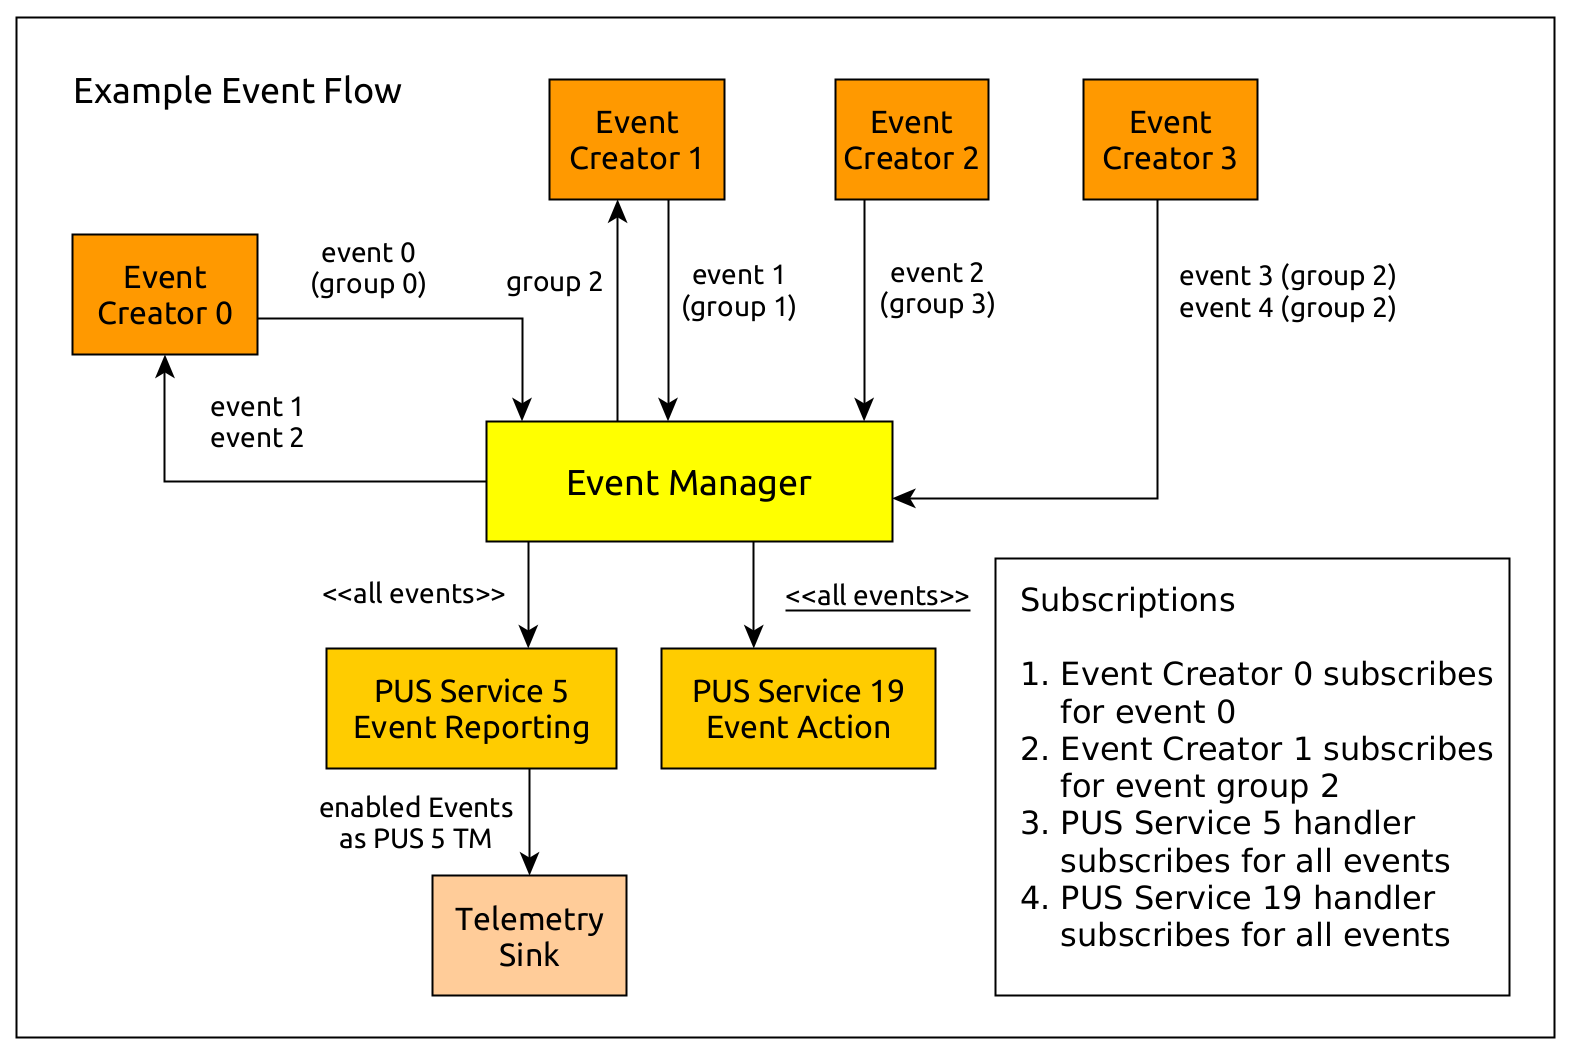 Example Event Flow
Event
Creator 1
Event
Creator 2
Event
Creator 3
Event
Creator 0
event 0
(group 0)
group 2
event 1
(group 1)
event 2
(group 3)
event 3 (group 2)
event 4 (group 2)
event 1
event 2
Event Manager
<<all events>>
<<all events>>
PUS Service 5
Event Reporting
PUS Service 19
Event Action
enabled Events
as PUS 5 TM
Telemetry
Sink
Subscriptions
1. Event Creator 0 subscribes
for event 0
2. Event Creator 1 subscribes
for event group 2
3. PUS Service 5 handler
subscribes for all events
4. PUS Service 19 handler
subscribes for all events